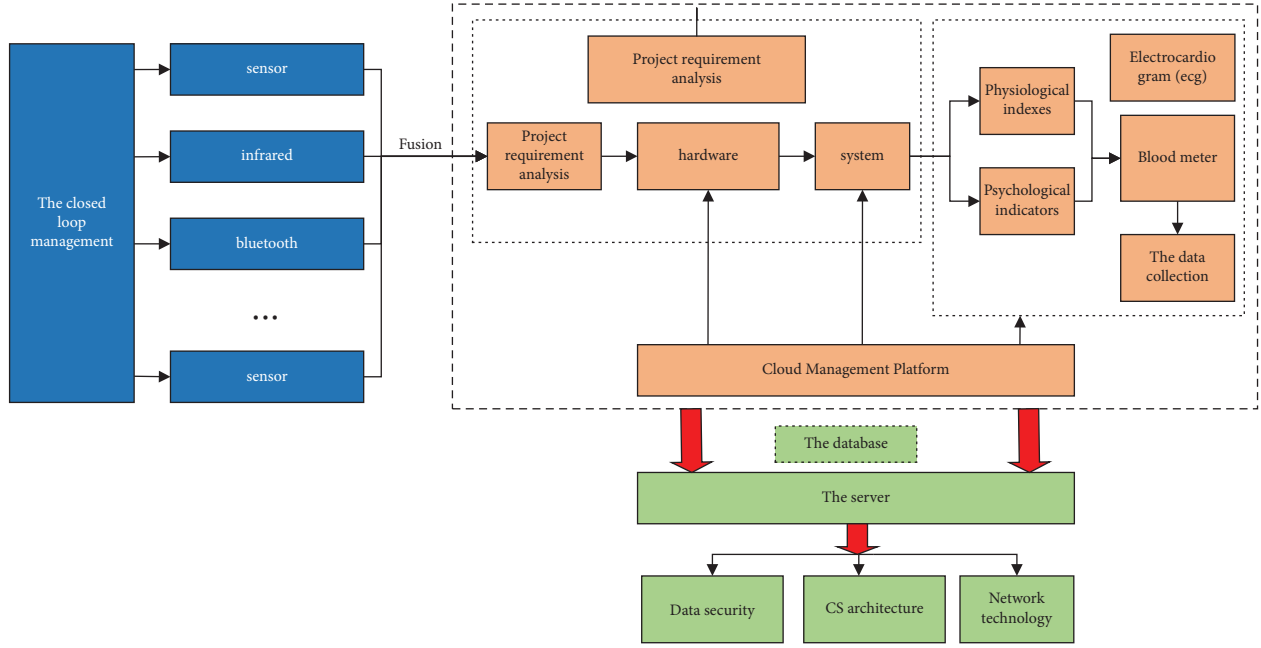 The closed
loop
management
sensor
infrared
bluetooth
...
sensor
Fusion
Project requirement
analysis
Project
requirement
analysis
hardware
system
Physiological
indexes
Psychological
indicators
Electrocardio
gram (ecg)
Blood meter
The data
collection
Cloud Management Platform
The database
The server
Data security
CS architecture
Network
technology